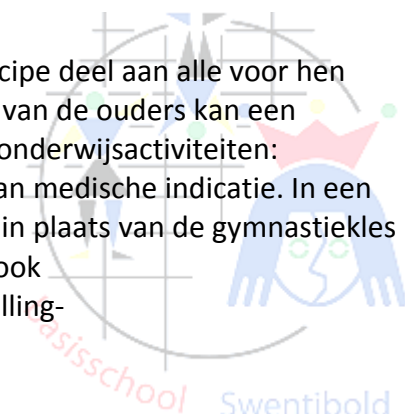 cipe deel aan alle voor hen
van de ouders kan een
onderwijsactiviteiten:
an medische indicatie. In een
in plaats van de gymnastiekles
ook
lling-
Basisschool Swentibold